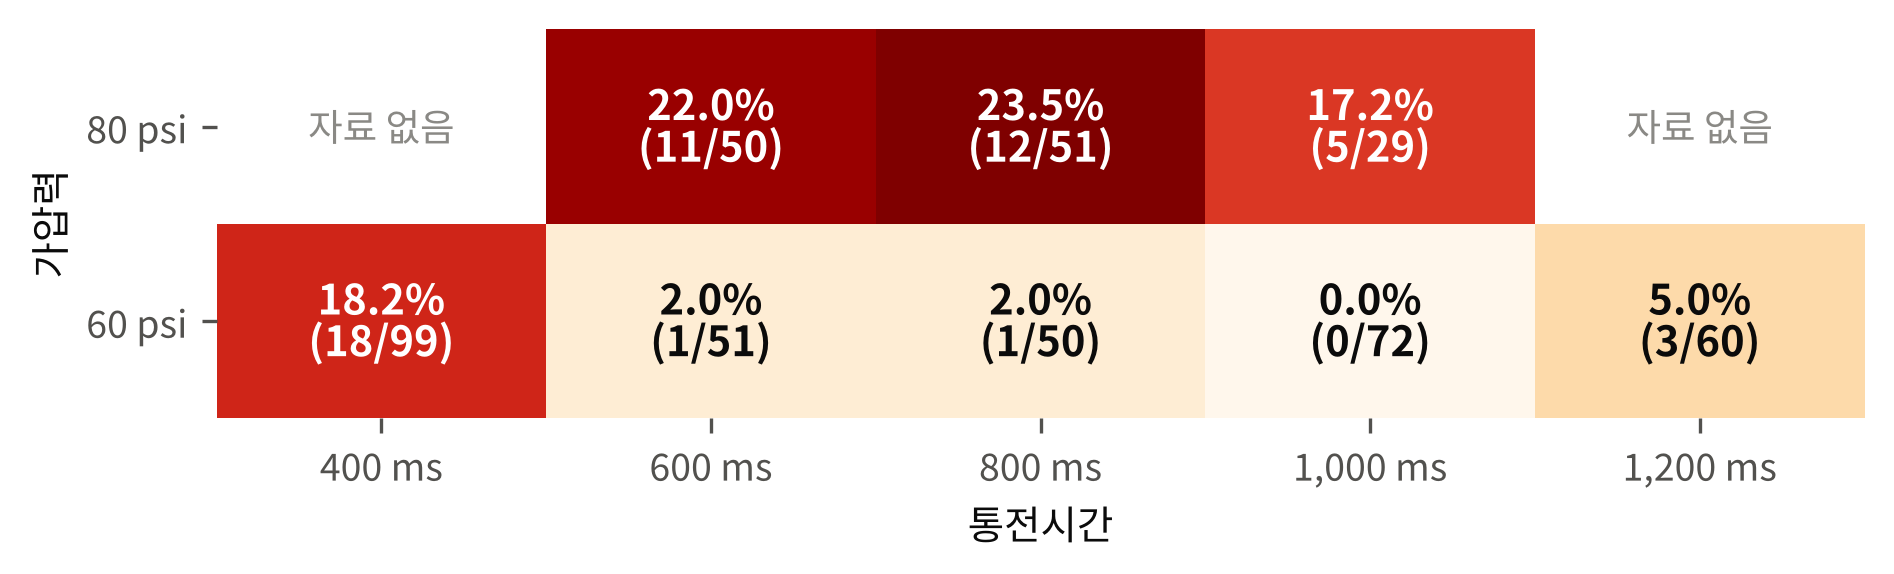 가압력
80 psi
자료 없음
22.0%
(11/50)
23.5%
(12/51)
17.2%
(5/29)
자료 없음
60 psi
18.2%
(18/99)
2.0%
(1/51)
2.0%
(1/50)
0.0%
(0/72)
5.0%
(3/60)
400 ms
600 ms
800 ms
1,000 ms
1,200 ms
통전시간